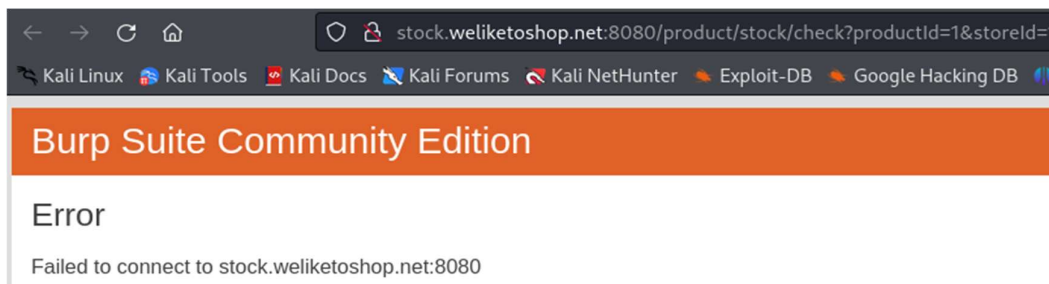 stock.weliketoshop.net:8080/product/stock/check?productId=1&storeId=
Kali Linux Kali Tools Kali Docs Kali Forums Kali NetHunter Exploit-DB Google Hacking DB
Burp Suite Community Edition
Error
Failed to connect to stock.weliketoshop.net:8080